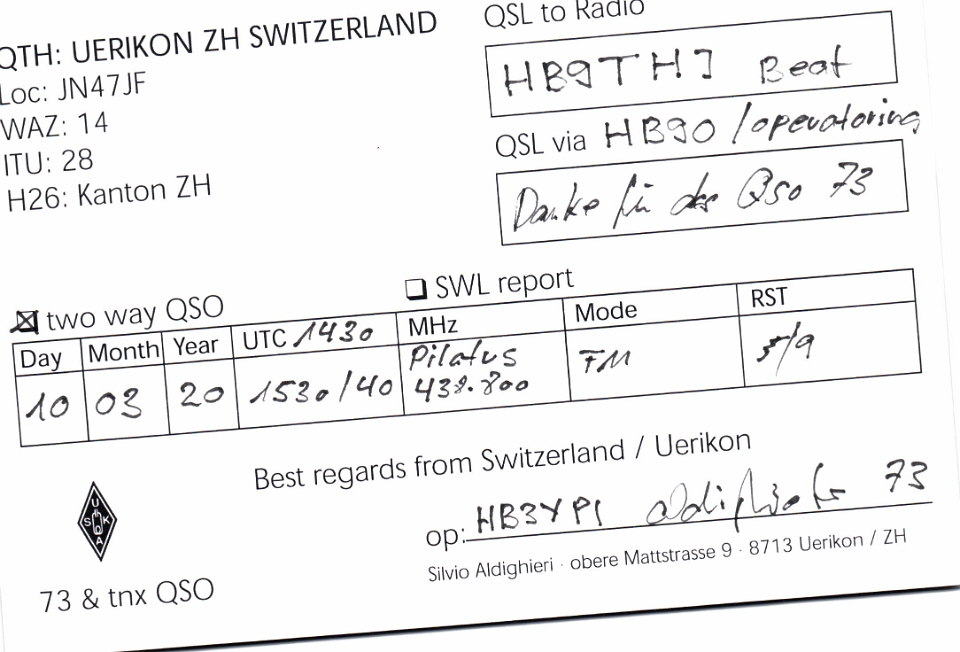 QTH: UERIKON ZH SWITZERLAND
Loc: JN47JF
WAZ: 14
ITU: 28
H26: Kanton ZH
QSL to Radio
HB9THJ Beat
QSL via HB9O /operatoring
Danke für das Qso 73
☒ two way QSO
☐ SWL report
Day Month Year UTC 1430 MHz Mode RST
10 03 20 1530/40 Pilatus 438.800 FM 5/9
Best regards from Switzerland / Uerikon
USKA
op: HB3YPI 73
Silvio Aldighieri · obere Mattstrasse 9 · 8713 Uerikon / ZH
73 & tnx QSO